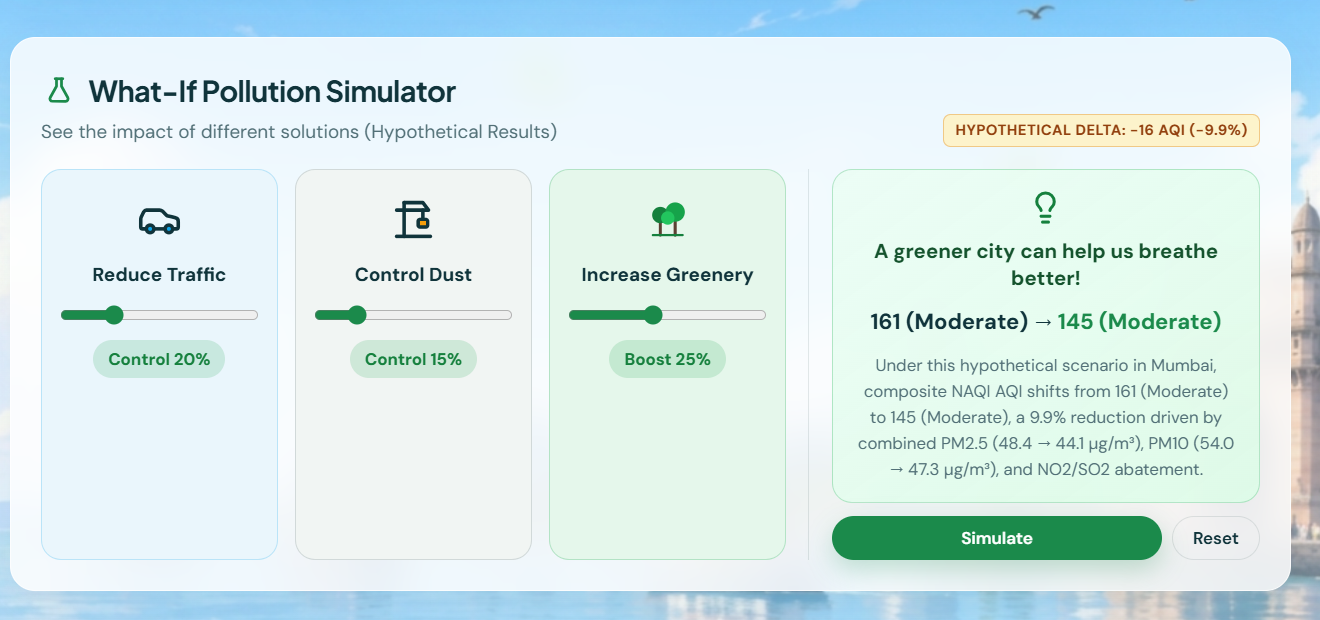 What-If Pollution Simulator
See the impact of different solutions (Hypothetical Results)
HYPOTHETICAL DELTA: -16 AQI (-9.9%)
Reduce Traffic
Control 20%
Control Dust
Control 15%
Increase Greenery
Boost 25%
A greener city can help us breathe
better!
161 (Moderate) → 145 (Moderate)
Under this hypothetical scenario in Mumbai,
composite NAQI AQI shifts from 161 (Moderate)
to 145 (Moderate), a 9.9% reduction driven by
combined PM2.5 (48.4 → 44.1 µg/m³), PM10 (54.0
→ 47.3 µg/m³), and NO2/SO2 abatement.
Simulate
Reset